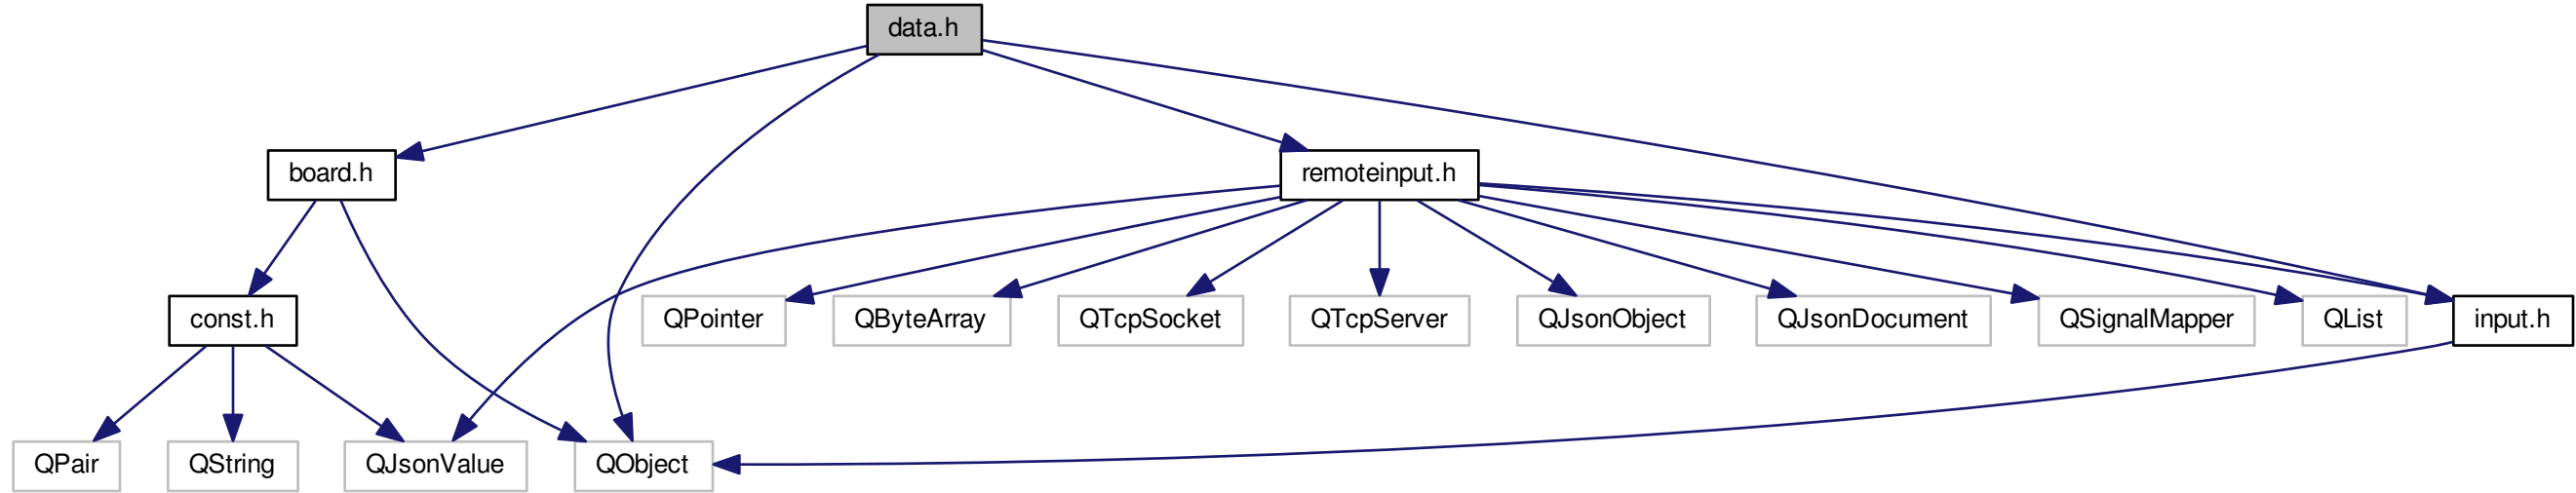 data.h
board.h
remoteinput.h
const.h
QPointer
QByteArray
QTcpSocket
QTcpServer
QJsonObject
QJsonDocument
QSignalMapper
QList
input.h
QPair
QString
QJsonValue
QObject